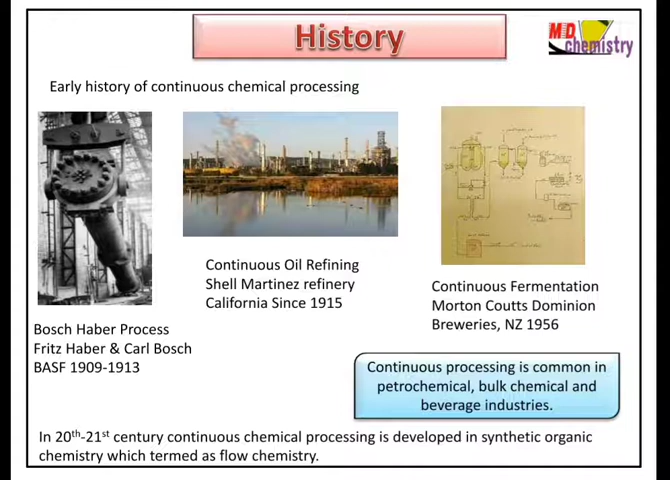 History
MD
chemistry
Early history of continuous chemical processing
Continuous Oil Refining
Shell Martinez refinery
California Since 1915
Continuous Fermentation
Morton Coutts Dominion
Breweries, NZ 1956
Bosch Haber Process
Fritz Haber & Carl Bosch
BASF 1909-1913
Continuous processing is common in
petrochemical, bulk chemical and
beverage industries.
In 20th-21st century continuous chemical processing is developed in synthetic organic
chemistry which termed as flow chemistry.